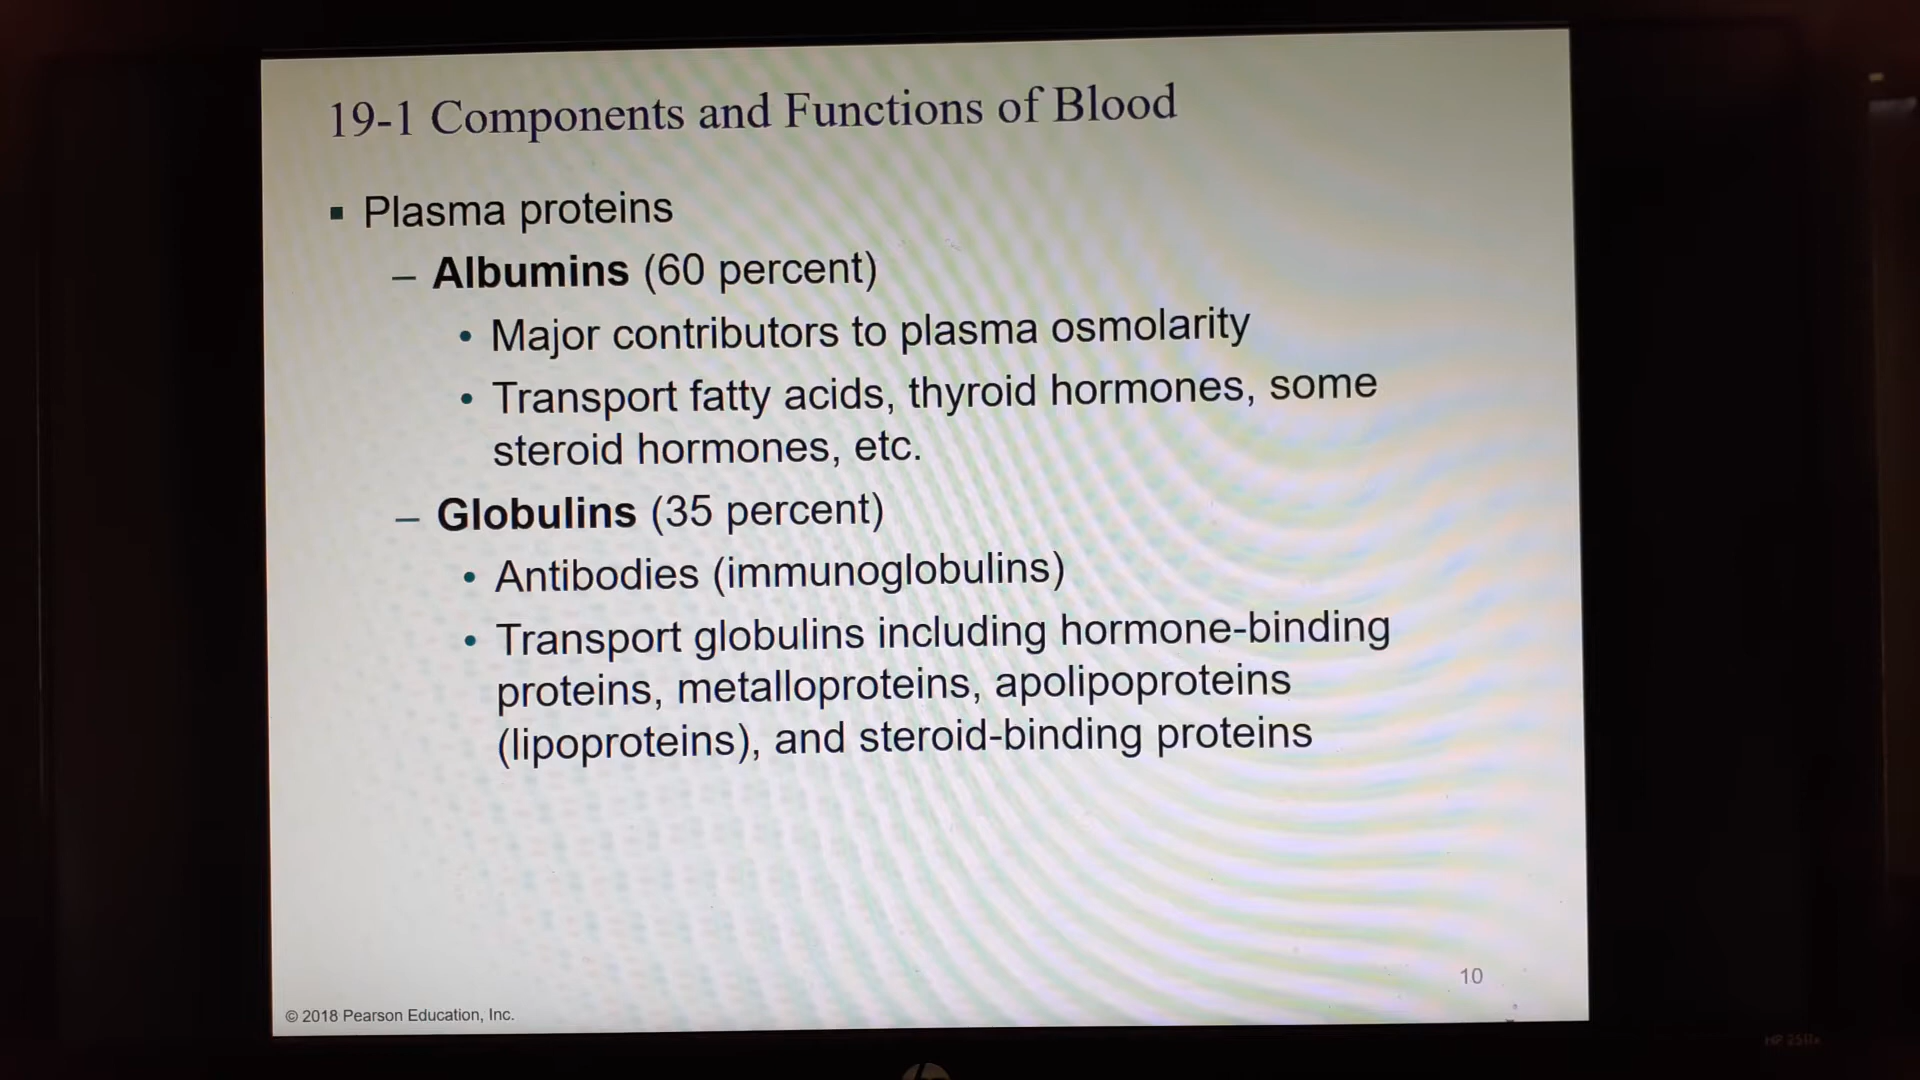 19-1 Components and Functions of Blood
▪ Plasma proteins
– Albumins (60 percent)
• Major contributors to plasma osmolarity
• Transport fatty acids, thyroid hormones, some
steroid hormones, etc.
– Globulins (35 percent)
• Antibodies (immunoglobulins)
• Transport globulins including hormone-binding
proteins, metalloproteins, apolipoproteins
(lipoproteins), and steroid-binding proteins
10
© 2018 Pearson Education, Inc.
HP